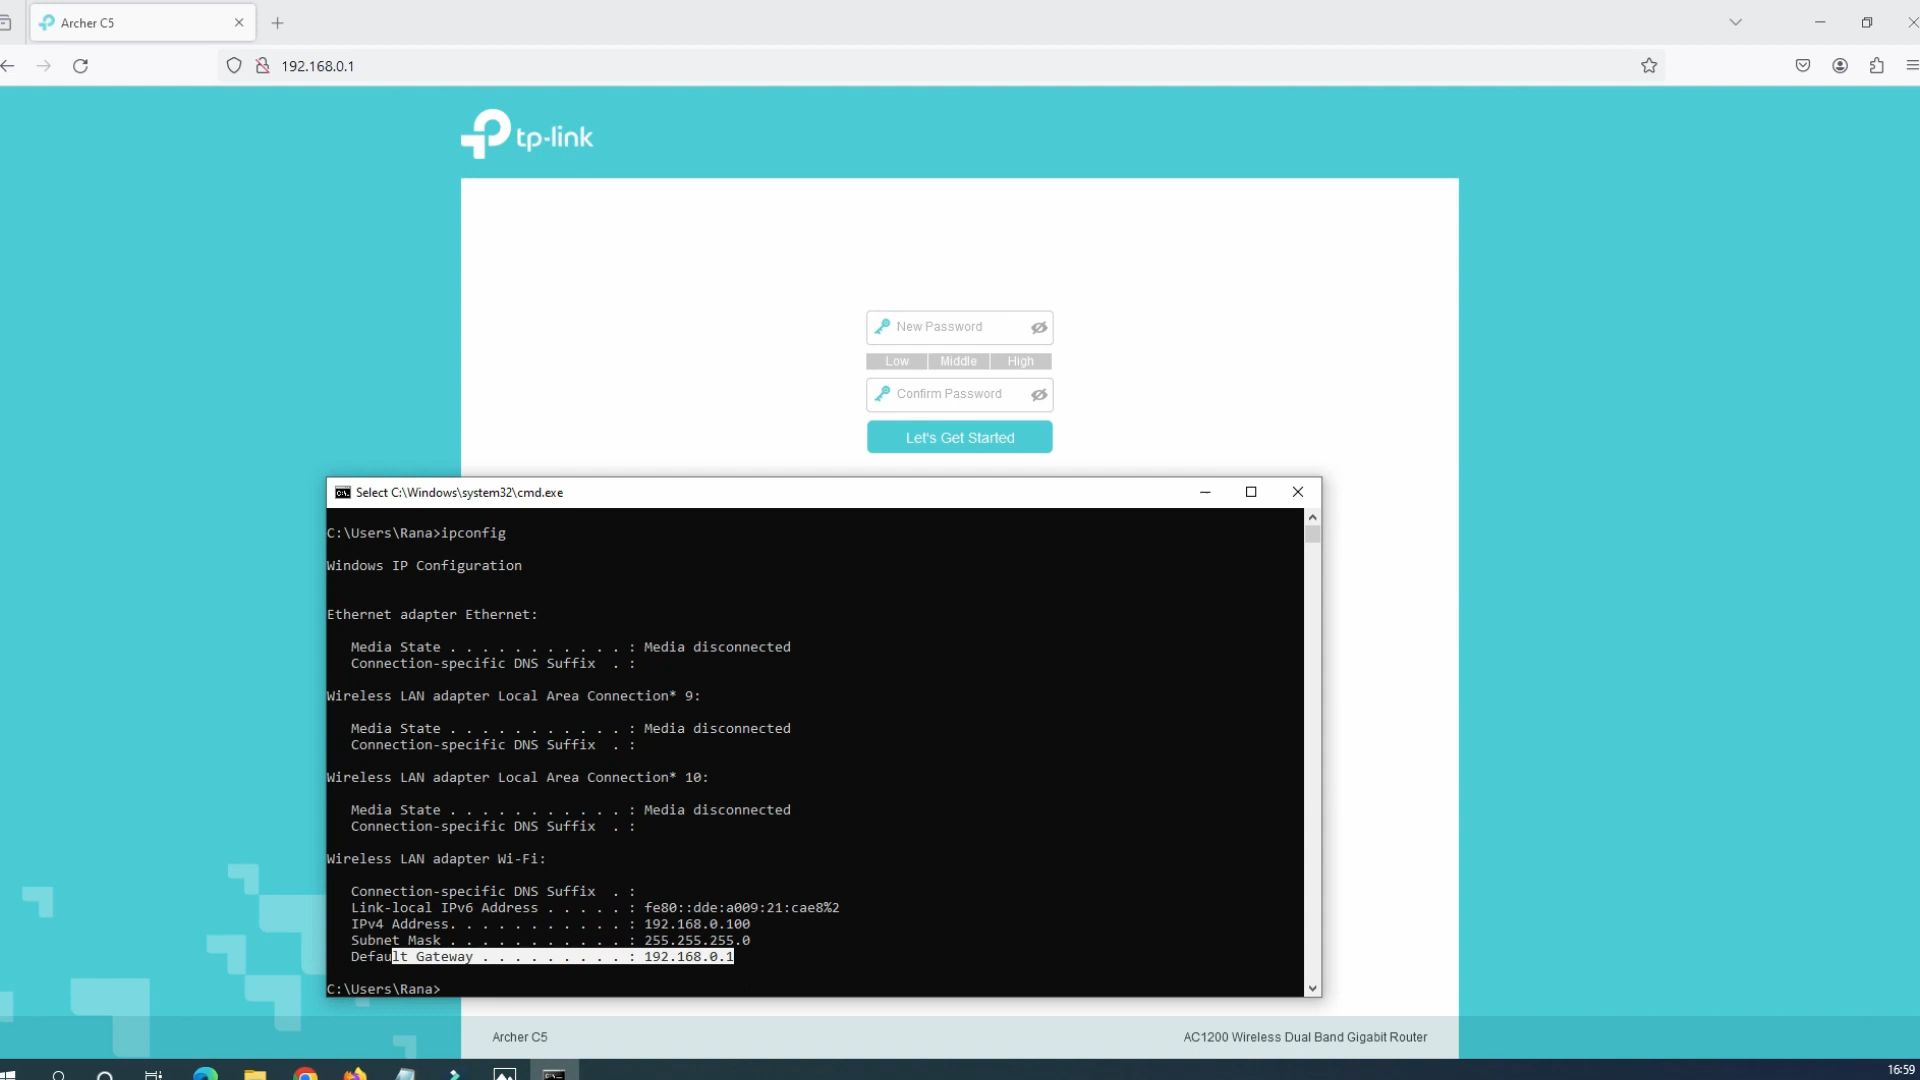 Archer C5
192.168.0.1
tp-link
New Password
Low Middle High
Confirm Password
Let's Get Started
Select C:\Windows\system32\cmd.exe
C:\Users\Rana>ipconfig
Windows IP Configuration
Ethernet adapter Ethernet:
Media State . . . . . . . . . . . : Media disconnected
Connection-specific DNS Suffix . :
Wireless LAN adapter Local Area Connection* 9:
Media State . . . . . . . . . . . : Media disconnected
Connection-specific DNS Suffix . :
Wireless LAN adapter Local Area Connection* 10:
Media State . . . . . . . . . . . : Media disconnected
Connection-specific DNS Suffix . :
Wireless LAN adapter Wi-Fi:
Connection-specific DNS Suffix . :
Link-local IPv6 Address . . . . . : fe80::dde:a009:21:cae8%2
IPv4 Address. . . . . . . . . . . : 192.168.0.100
Subnet Mask . . . . . . . . . . . : 255.255.255.0
Default Gateway . . . . . . . . . : 192.168.0.1
C:\Users\Rana>
Archer C5 AC1200 Wireless Dual Band Gigabit Router
16:59